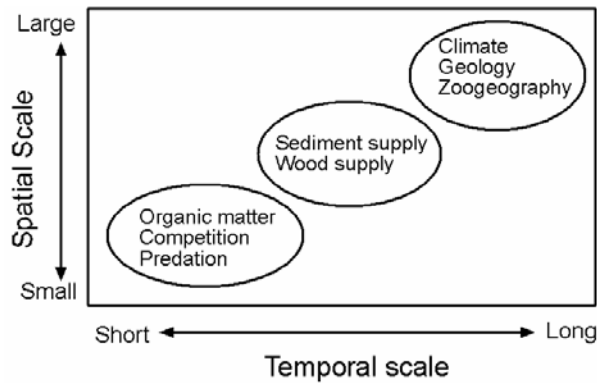 Large
Climate
Geology
Zoogeography
Sediment supply
Wood supply
Spatial Scale
Organic matter
Competition
Predation
Small
Short
Long
Temporal scale